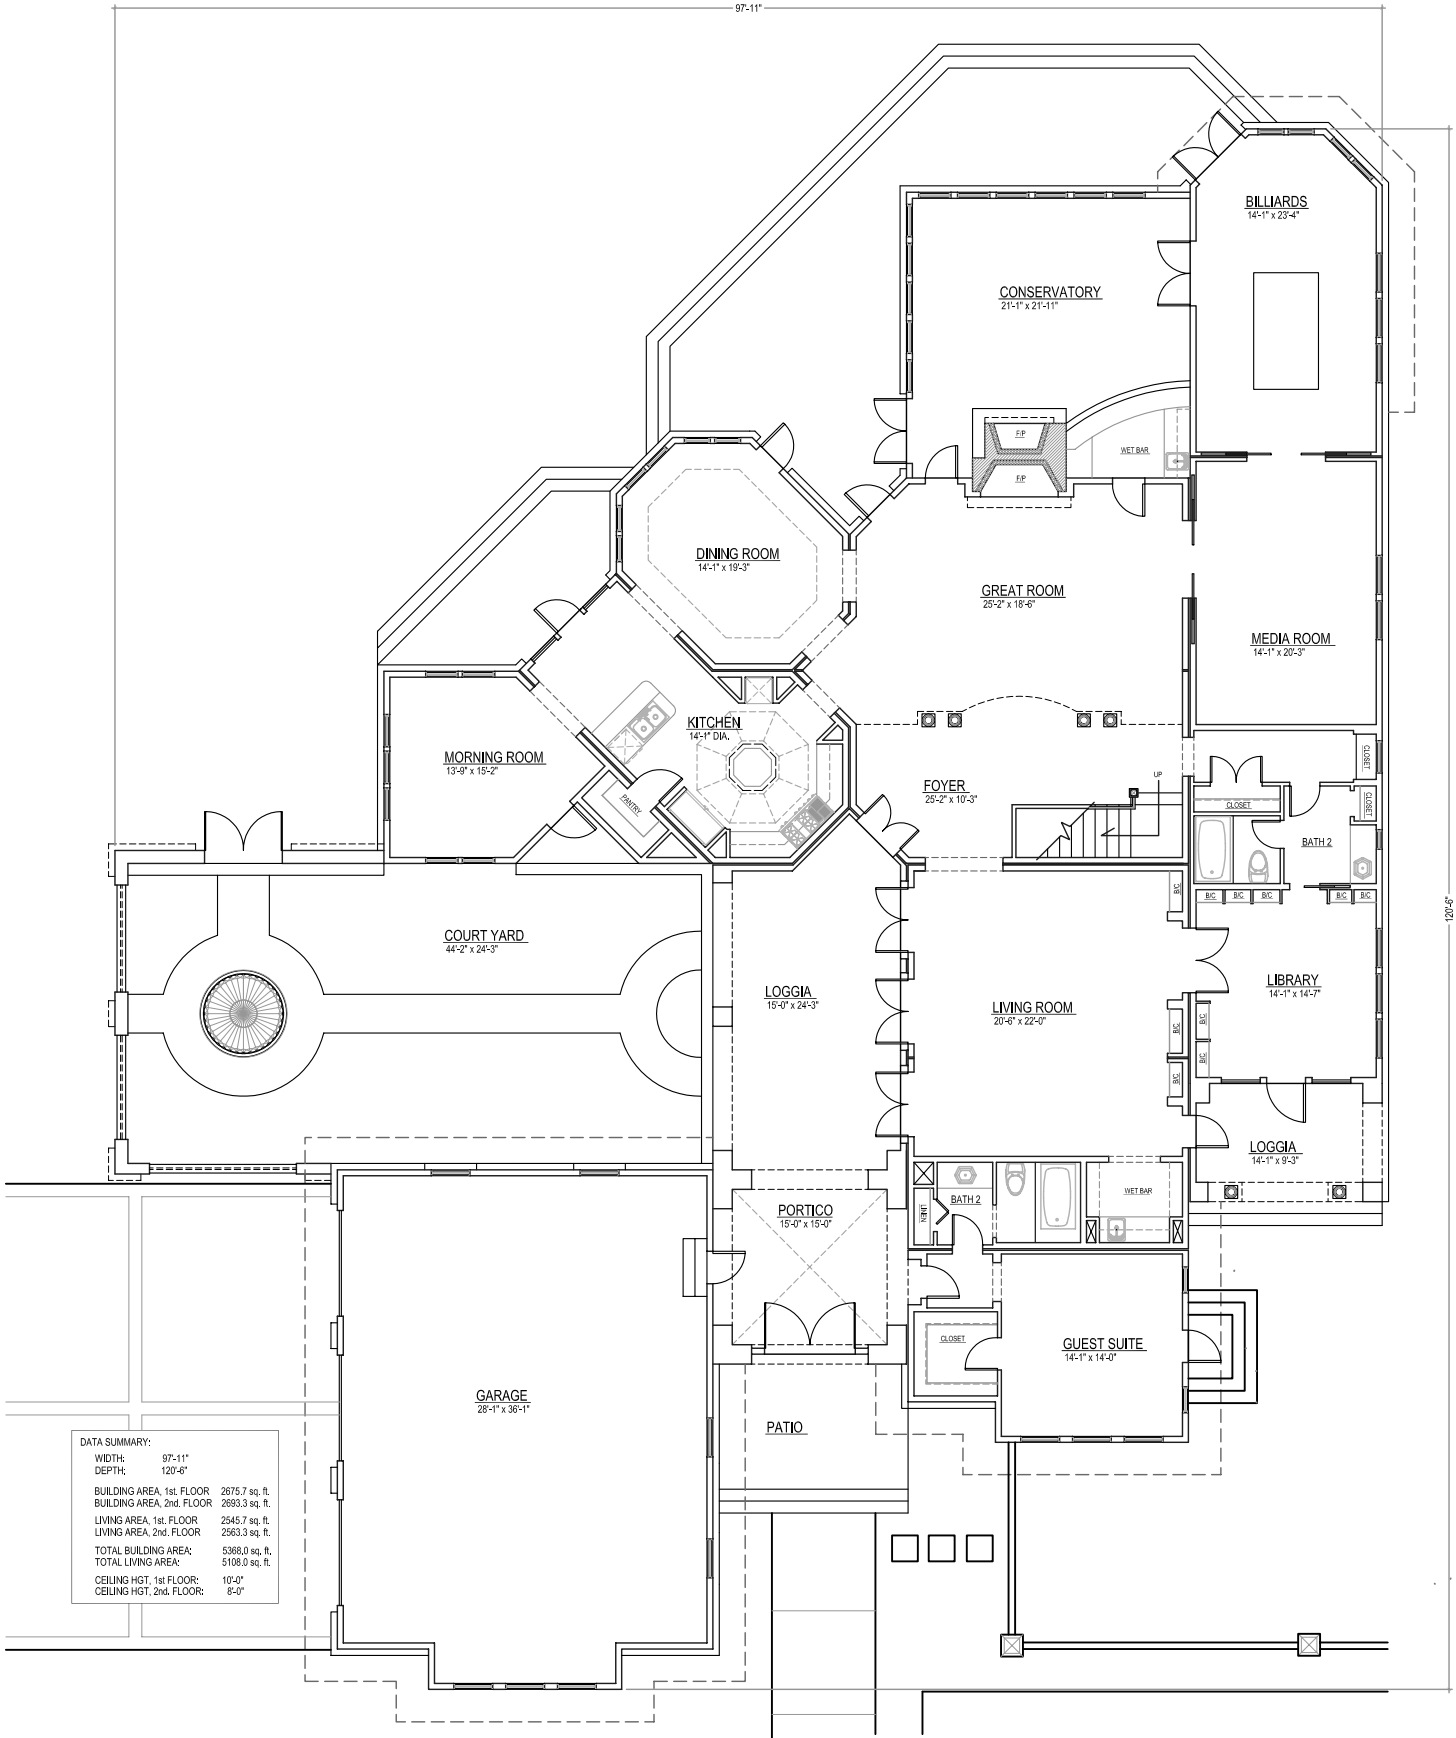 97'-11"
BILLIARDS
14'-1" x 23'-4"
CONSERVATORY
21'-1" x 21'-11"
F/P
WET BAR
F/P
DINING ROOM
14'-1" x 19'-3"
GREAT ROOM
25'-2" x 18'-6"
MEDIA ROOM
14'-1" x 20'-3"
KITCHEN
14'-1" DIA.
MORNING ROOM
13'-9" x 15'-2"
CLOSET
FOYER
25'-2" x 10'-3"
UP
PANTRY
CLOSET
CLOSET
BATH 2
B/C
B/C
B/C
B/C
B/C
B/C
120'-6"
COURT YARD
44'-2" x 24'-3"
LOGGIA
15'-0" x 24'-3"
LIVING ROOM
20'-6" x 22'-0"
LIBRARY
14'-1" x 14'-7"
B/C
B/C
B/C
B/C
LOGGIA
14'-1" x 9'-3"
BATH 2
WET BAR
LINEN
PORTICO
15'-0" x 15'-0"
CLOSET
GUEST SUITE
14'-1" x 14'-0"
GARAGE
28'-1" x 36'-1"
PATIO
DATA SUMMARY:
WIDTH: 97'-11"
DEPTH: 120'-6"
BUILDING AREA, 1st. FLOOR 2675.7 sq. ft.
BUILDING AREA, 2nd. FLOOR 2693.3 sq. ft.
LIVING AREA, 1st. FLOOR 2545.7 sq. ft.
LIVING AREA, 2nd. FLOOR 2563.3 sq. ft.
TOTAL BUILDING AREA: 5368.0 sq. ft.
TOTAL LIVING AREA: 5108.0 sq. ft.
CEILING HGT, 1st FLOOR: 10'-0"
CEILING HGT, 2nd. FLOOR: 8'-0"